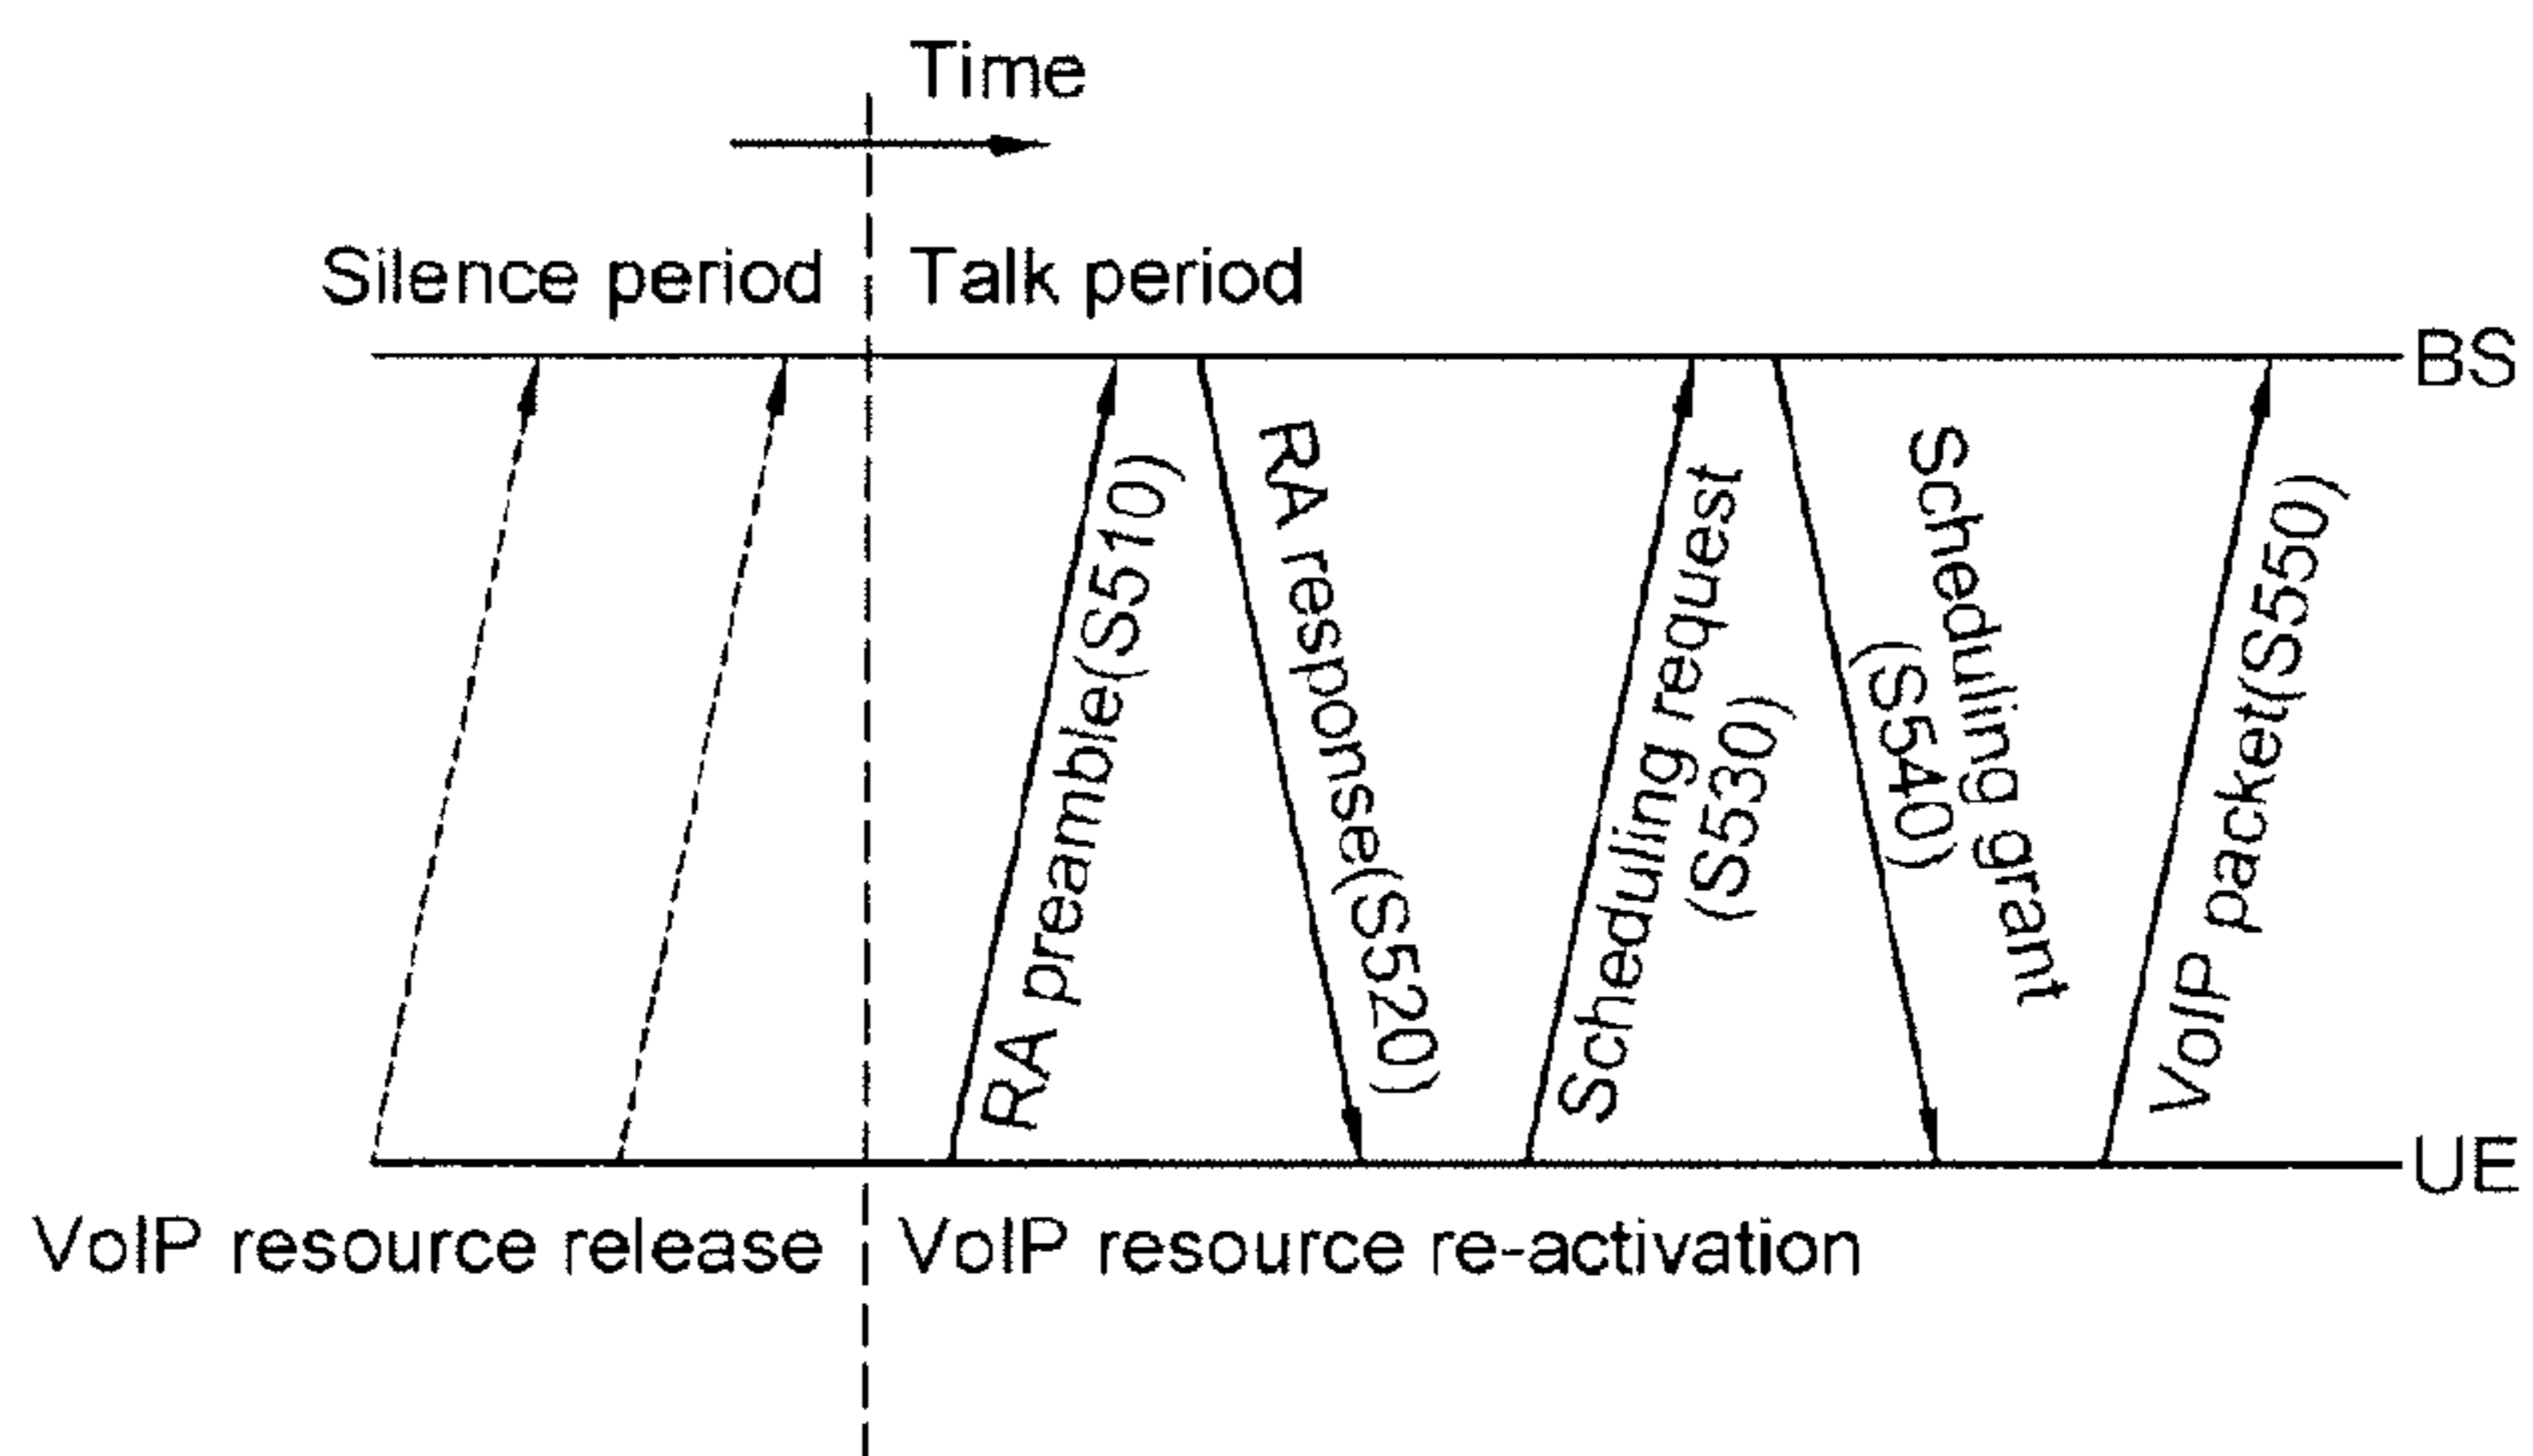 Time
Silence period
Talk period
BS
RA preamble(S510)
RA response(S520)
Scheduling request
(S530)
Scheduling grant
(S540)
VoIP packet(S550)
UE
VoIP resource release
VoIP resource re-activation